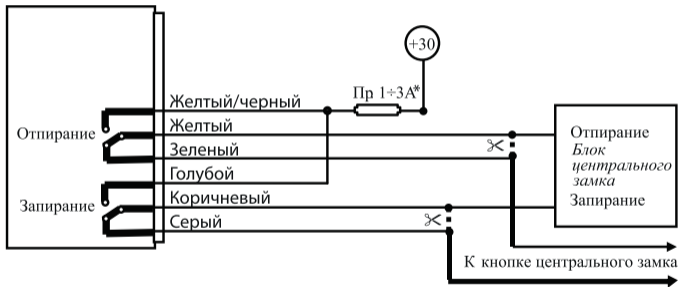 +30
Пр 1÷3А*
Желтый/черный
Отпирание
Желтый
Зеленый
Голубой
Запирание
Коричневый
Серый
Отпирание
Блок
центрального
замка
Запирание
К кнопке центрального замка